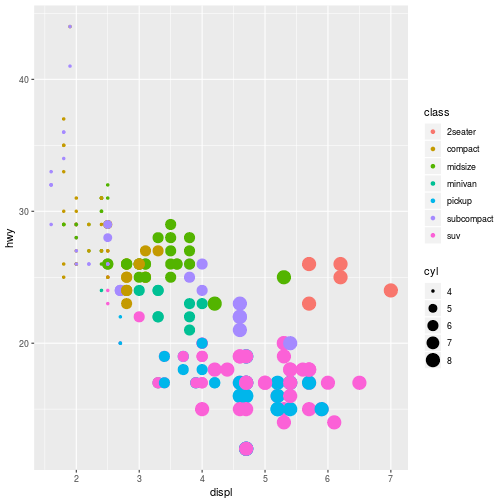 40
30
20
hwy
2
3
4
5
6
7
displ
class
2seater
compact
midsize
minivan
pickup
subcompact
suv
cyl
4
5
6
7
8